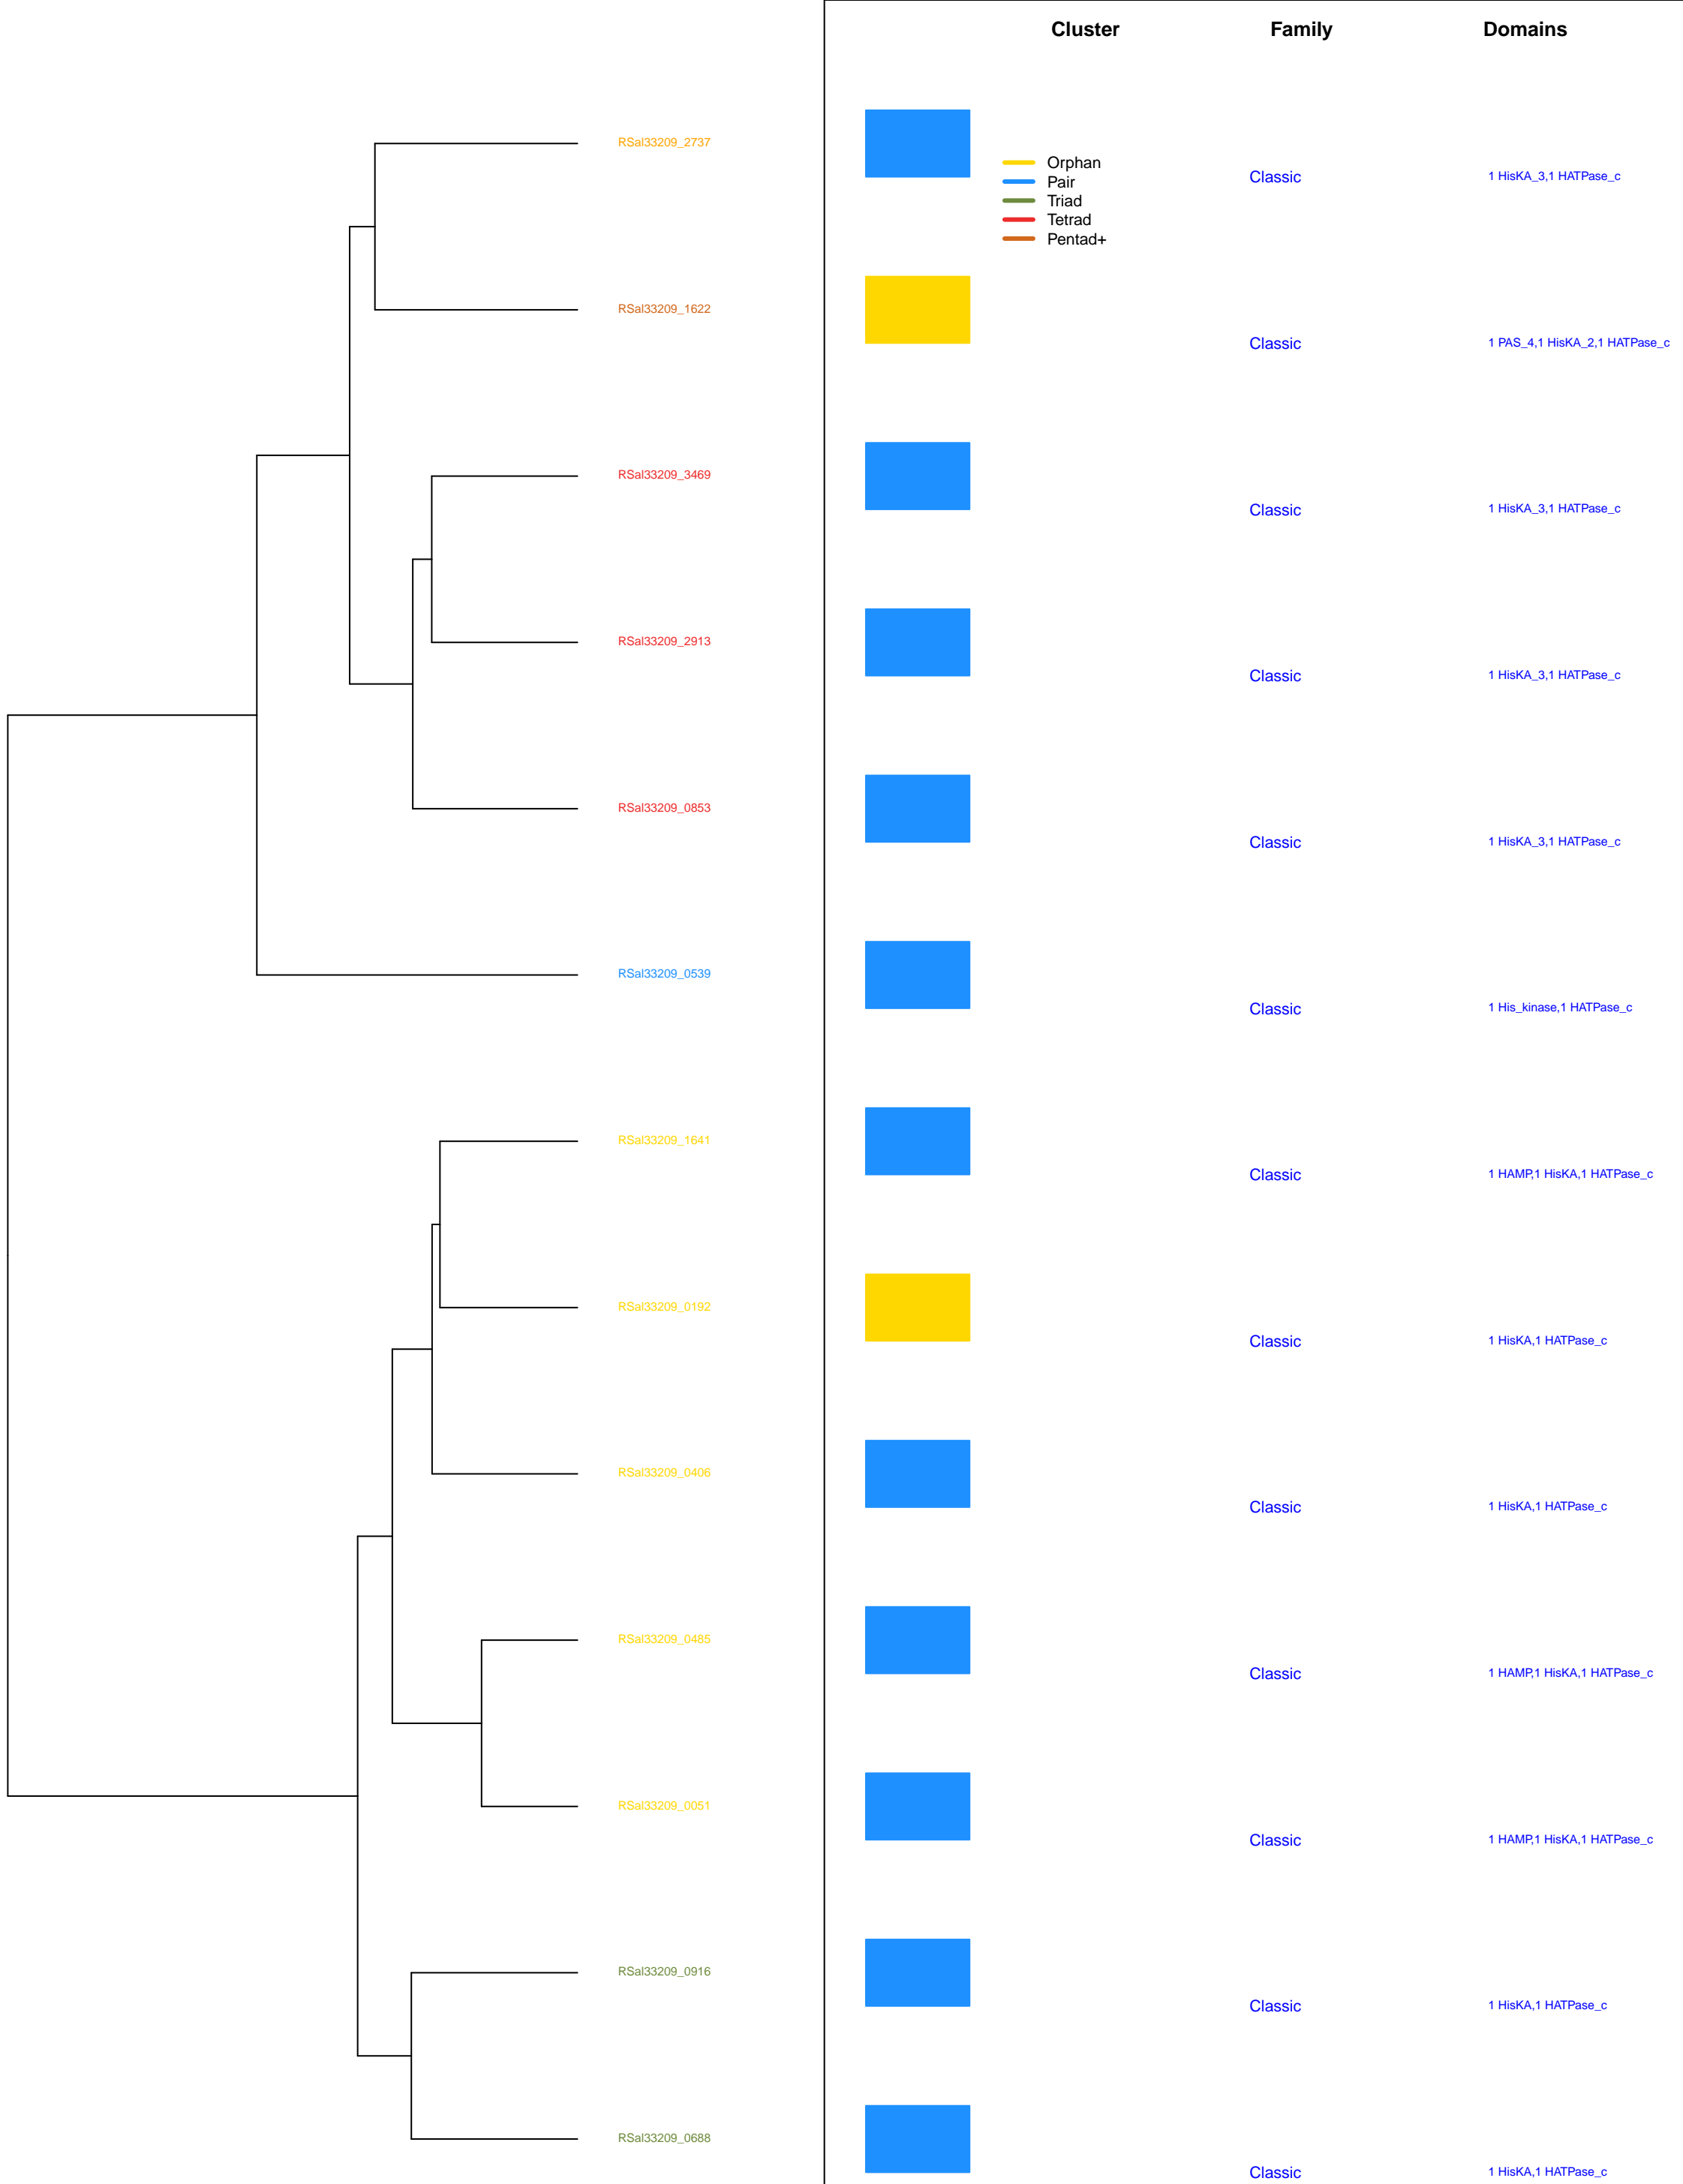 Cluster Family Domains
RSal33209_2737
Orphan
Pair
Triad
Tetrad
Pentad+
Classic 1 HisKA_3,1 HATPase_c
RSal33209_1622
Classic 1 PAS_4,1 HisKA_2,1 HATPase_c
RSal33209_3469
Classic 1 HisKA_3,1 HATPase_c
RSal33209_2913
Classic 1 HisKA_3,1 HATPase_c
RSal33209_0853
Classic 1 HisKA_3,1 HATPase_c
RSal33209_0539
Classic 1 His_kinase,1 HATPase_c
RSal33209_1641
Classic 1 HAMP,1 HisKA,1 HATPase_c
RSal33209_0192
Classic 1 HisKA,1 HATPase_c
RSal33209_0406
Classic 1 HisKA,1 HATPase_c
RSal33209_0485
Classic 1 HAMP,1 HisKA,1 HATPase_c
RSal33209_0051
Classic 1 HAMP,1 HisKA,1 HATPase_c
RSal33209_0916
Classic 1 HisKA,1 HATPase_c
RSal33209_0688
Classic 1 HisKA,1 HATPase_c